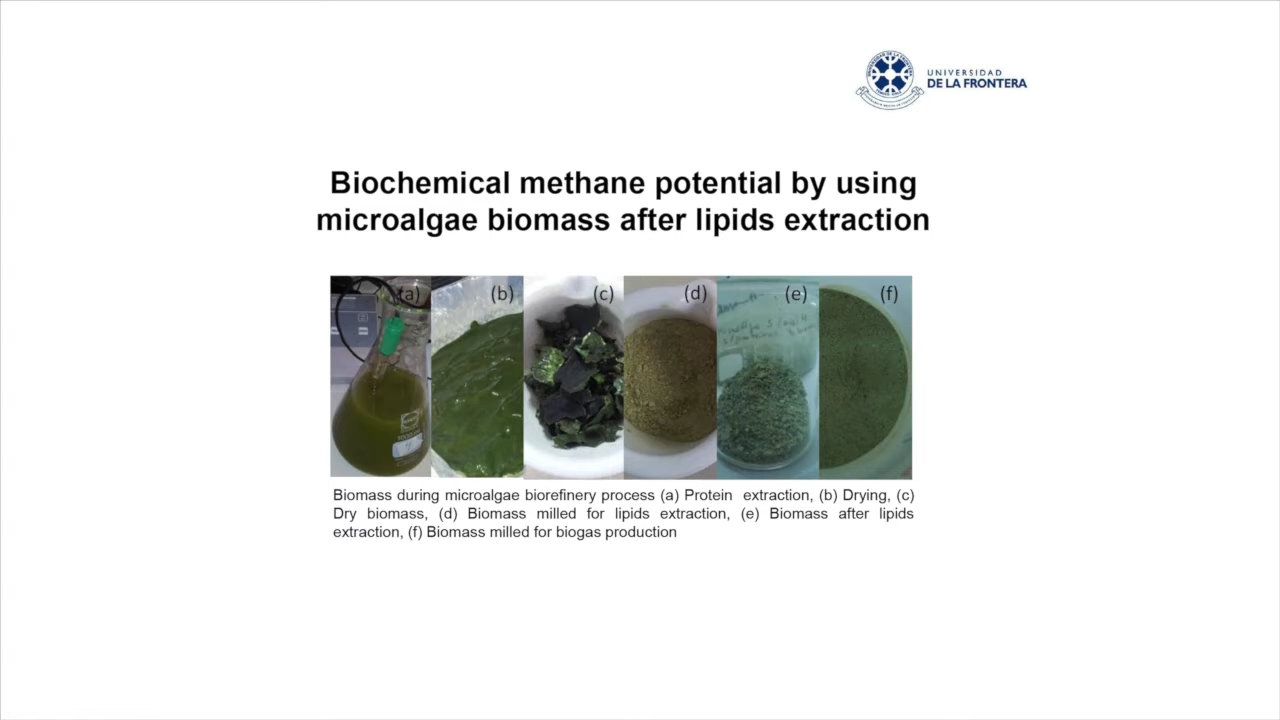 UNIVERSIDAD
DE LA FRONTERA
Biochemical methane potential by using
microalgae biomass after lipids extraction
(a) (b) (c) (d) (e) (f)
Biomass during microalgae biorefinery process (a) Protein extraction, (b) Drying, (c)
Dry biomass, (d) Biomass milled for lipids extraction, (e) Biomass after lipids
extraction, (f) Biomass milled for biogas production